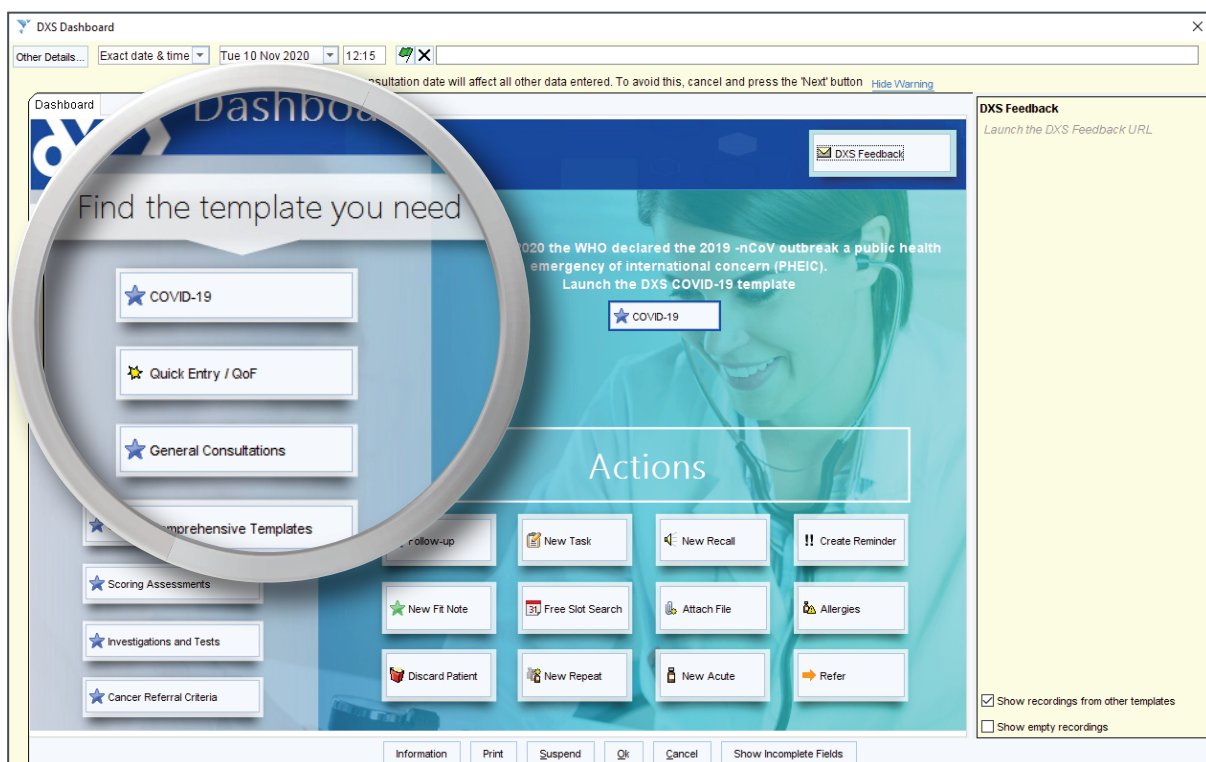 DXS Dashboard
Other Details... Exact date & time Tue 10 Nov 2020 12:15
consultation date will affect all other data entered. To avoid this, cancel and press the 'Next' button Hide Warning
Dashboard
dxs
DXS Feedback
Find the template you need
COVID-19
Quick Entry / QoF
General Consultations
Comprehensive Templates
Scoring Assessments
Investigations and Tests
Cancer Referral Criteria
2020 the WHO declared the 2019 -nCoV outbreak a public health
emergency of international concern (PHEIC).
Launch the DXS COVID-19 template
COVID-19
Actions
Follow-up New Task New Recall !! Create Reminder
New Fit Note 31 Free Slot Search Attach File Allergies
Discard Patient New Repeat New Acute Refer
DXS Feedback
Launch the DXS Feedback URL
Show recordings from other templates
Show empty recordings
Information Print Suspend Ok Cancel Show Incomplete Fields